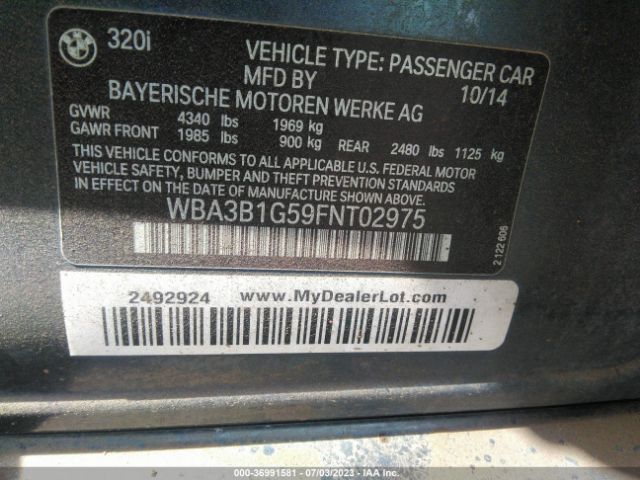 320i
VEHICLE TYPE: PASSENGER CAR
MFD BY 10/14
BAYERISCHE MOTOREN WERKE AG
GVWR 4340 lbs 1969 kg
GAWR FRONT 1985 lbs 900 kg REAR 2480 lbs 1125 kg
THIS VEHICLE CONFORMS TO ALL APPLICABLE U.S. FEDERAL MOTOR
VEHICLE SAFETY, BUMPER AND THEFT PREVENTION STANDARDS
IN EFFECT ON THE DATE OF MANUFACTURE SHOWN ABOVE.
WBA3B1G59FNT02975
2 122 606
2492924 www.MyDealerLot.com
000-36991581 - 07/03/2023 - IAA Inc.